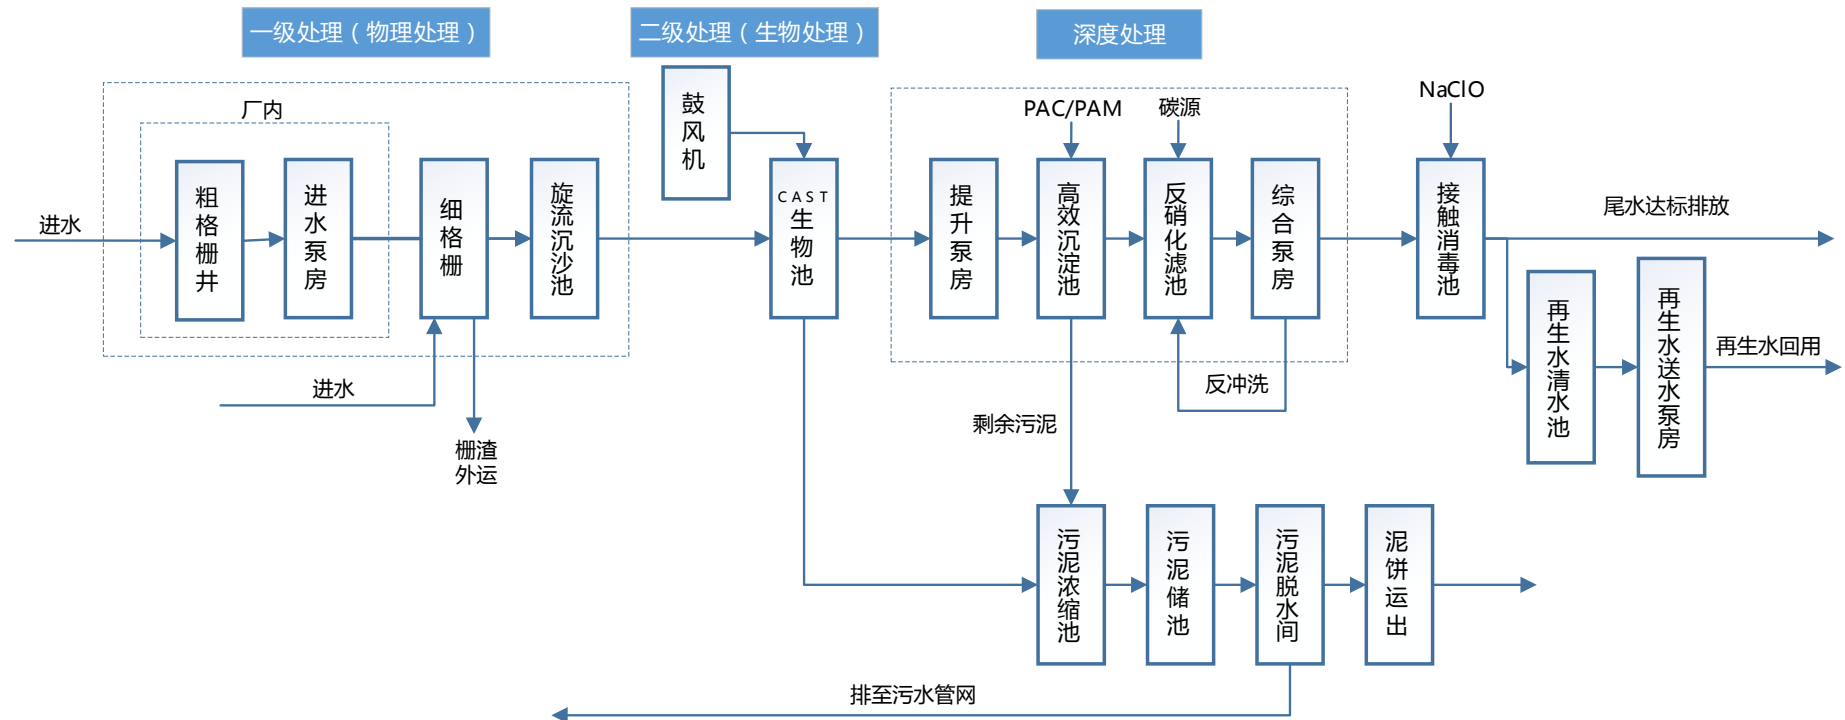 一级处理（物理处理）
二级处理（生物处理）
深度处理
厂内
进水
粗格栅井
进水泵房
细格栅
旋流沉沙池
进水
栅渣
外运
鼓风机
CAST
生物池
提升泵房
PAC/PAM
高效沉淀池
碳源
反硝化滤池
综合泵房
反冲洗
NaClO
接触消毒池
尾水达标排放
再生水清水池
再生水送水泵房
再生水回用
剩余污泥
污泥浓缩池
污泥储池
污泥脱水间
泥饼运出
排至污水管网